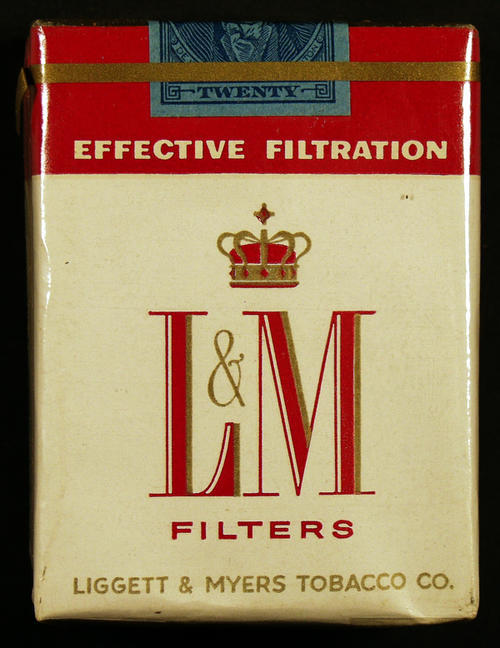 TWENTY
EFFECTIVE FILTRATION
L&M
FILTERS
LIGGETT & MYERS TOBACCO CO.